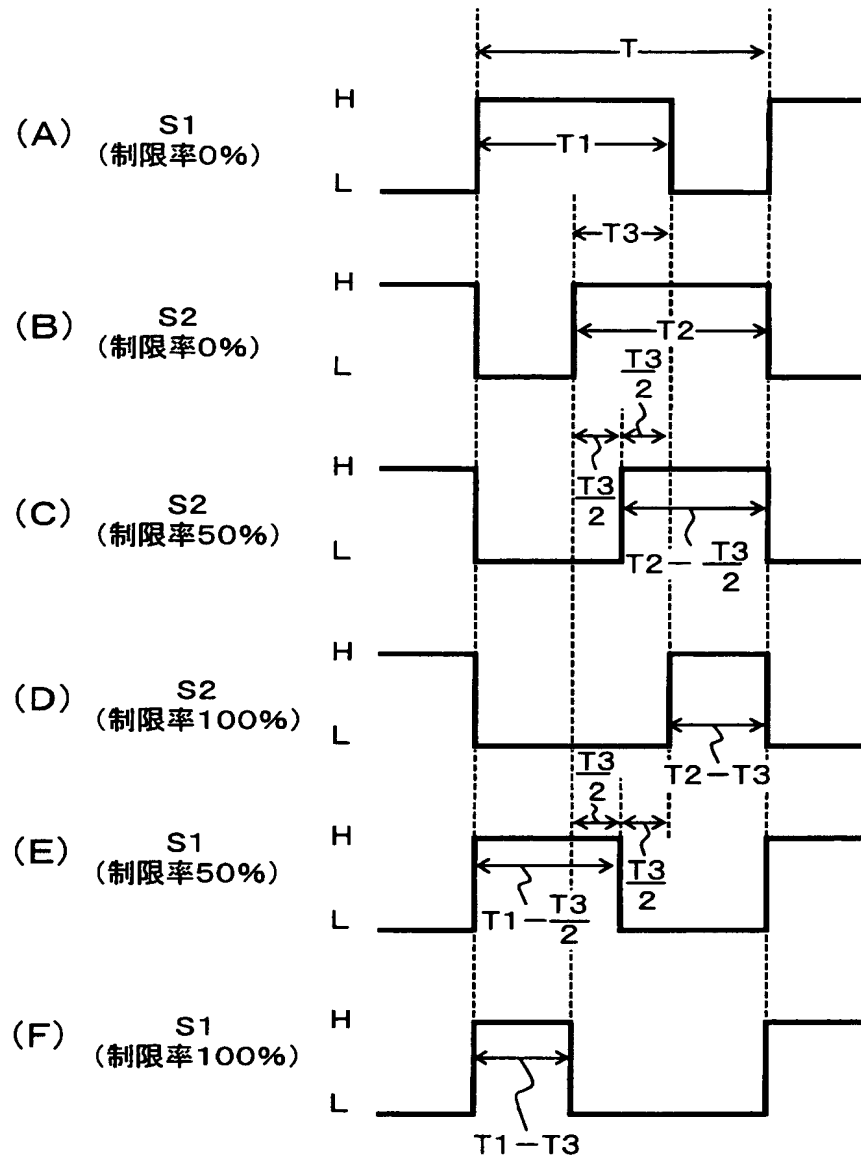 T
(A) S1 H
(制限率0%) T1
L
T3
(B) S2 H
(制限率0%) T2
L
T3/2
T3/2
(C) S2 H
(制限率50%)
L
T2-T3/2
(D) S2 H
(制限率100%)
L
T2-T3
T3/2
(E) S1 H
(制限率50%)
T3/2
L
T1-T3/2
(F) S1 H
(制限率100%)
L
T1-T3